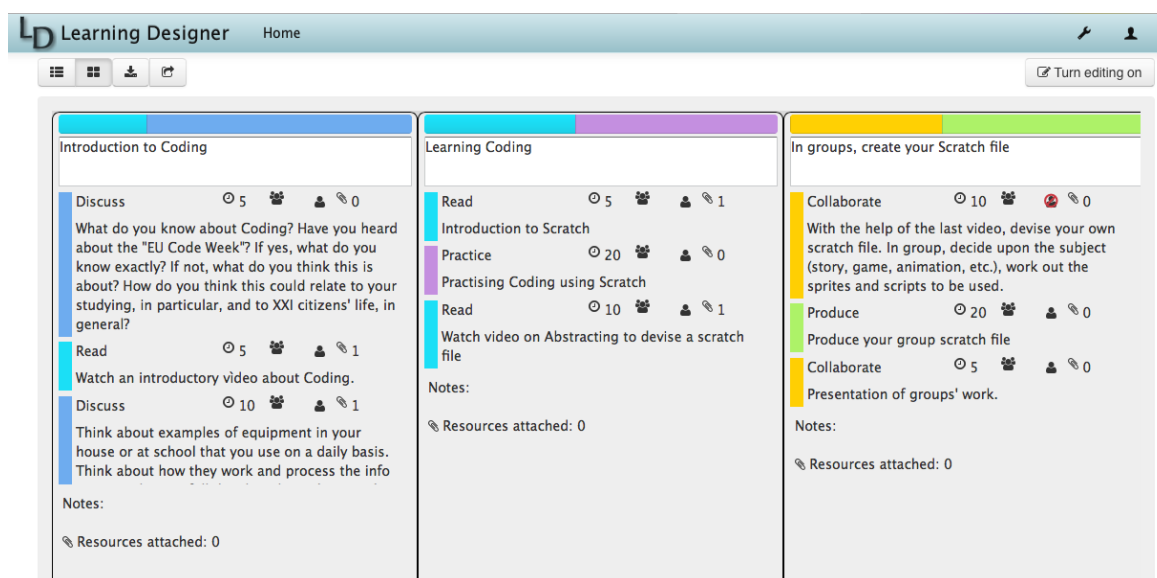 LD Learning Designer Home
Turn editing on
Introduction to Coding
Discuss 5 0
What do you know about Coding? Have you heard
about the "EU Code Week"? If yes, what do you
know exactly? If not, what do you think this is
about? How do you think this could relate to your
studying, in particular, and to XXI citizens' life, in
general?
Read 5 1
Watch an introductory video about Coding.
Discuss 10 1
Think about examples of equipment in your
house or at school that you use on a daily basis.
Think about how they work and process the info
Notes:
Resources attached: 0
Learning Coding
Read 5 1
Introduction to Scratch
Practice 20 0
Practising Coding using Scratch
Read 10 1
Watch video on Abstracting to devise a scratch
file
Notes:
Resources attached: 0
In groups, create your Scratch file
Collaborate 10 0
With the help of the last video, devise your own
scratch file. In group, decide upon the subject
(story, game, animation, etc.), work out the
sprites and scripts to be used.
Produce 20 0
Produce your group scratch file
Collaborate 5 0
Presentation of groups' work.
Notes:
Resources attached: 0